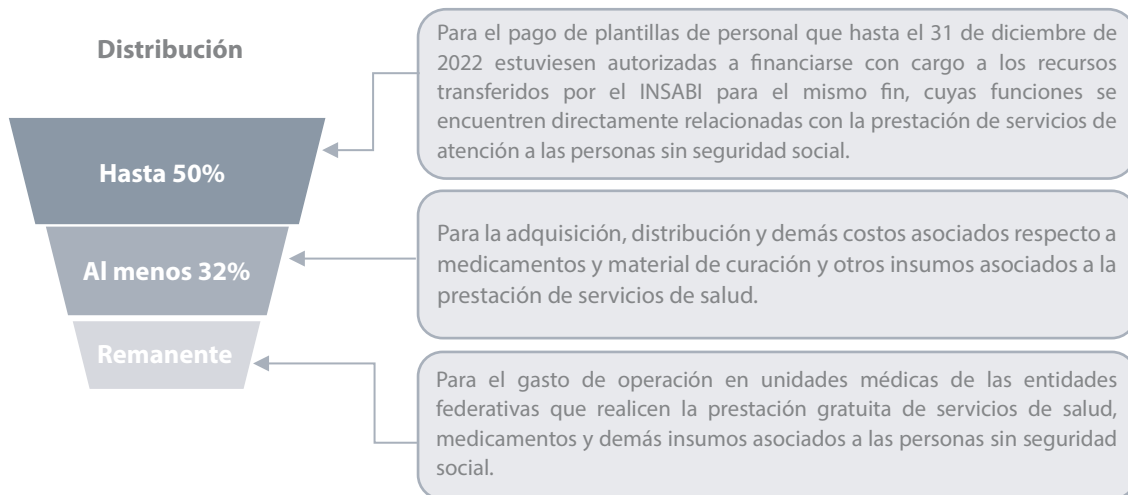 Distribución
Para el pago de plantillas de personal que hasta el 31 de diciembre de
2022 estuviesen autorizadas a financiarse con cargo a los recursos
transferidos por el INSABI para el mismo fin, cuyas funciones se
encuentren directamente relacionadas con la prestación de servicios de
atención a las personas sin seguridad social.
Hasta 50%
Para la adquisición, distribución y demás costos asociados respecto a
medicamentos y material de curación y otros insumos asociados a la
prestación de servicios de salud.
Al menos 32%
Remanente
Para el gasto de operación en unidades médicas de las entidades
federativas que realicen la prestación gratuita de servicios de salud,
medicamentos y demás insumos asociados a las personas sin seguridad
social.